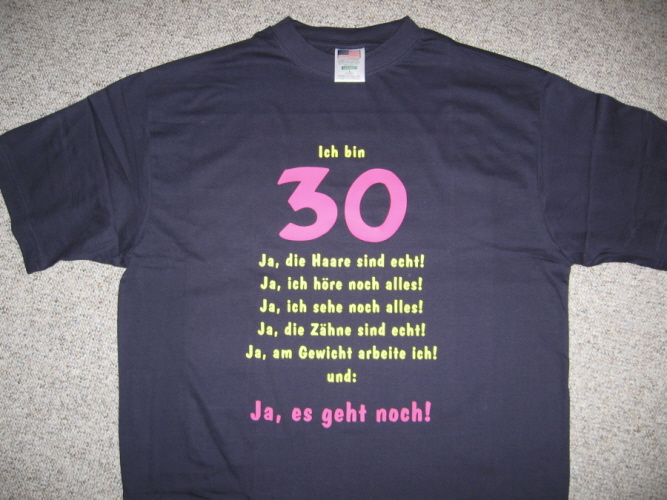 Ich bin
30
Ja, die Haare sind echt!
Ja, ich höre noch alles!
Ja, ich sehe noch alles!
Ja, die Zähne sind echt!
Ja, am Gewicht arbeite ich!
und:
Ja, es geht noch!